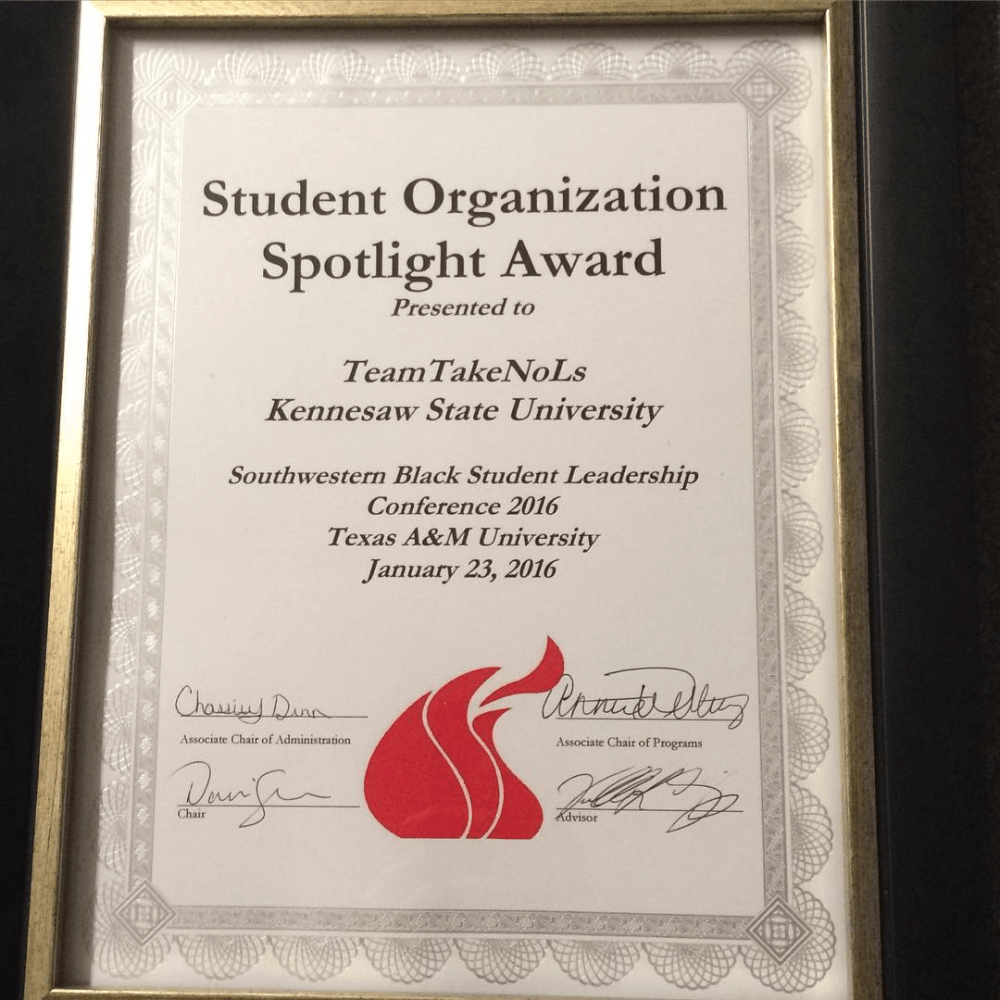 Student Organization
Spotlight Award
Presented to
TeamTakeNoLs
Kennesaw State University
Southwestern Black Student Leadership
Conference 2016
Texas A&M University
January 23, 2016
Associate Chair of Administration
Associate Chair of Programs
Chair
Advisor